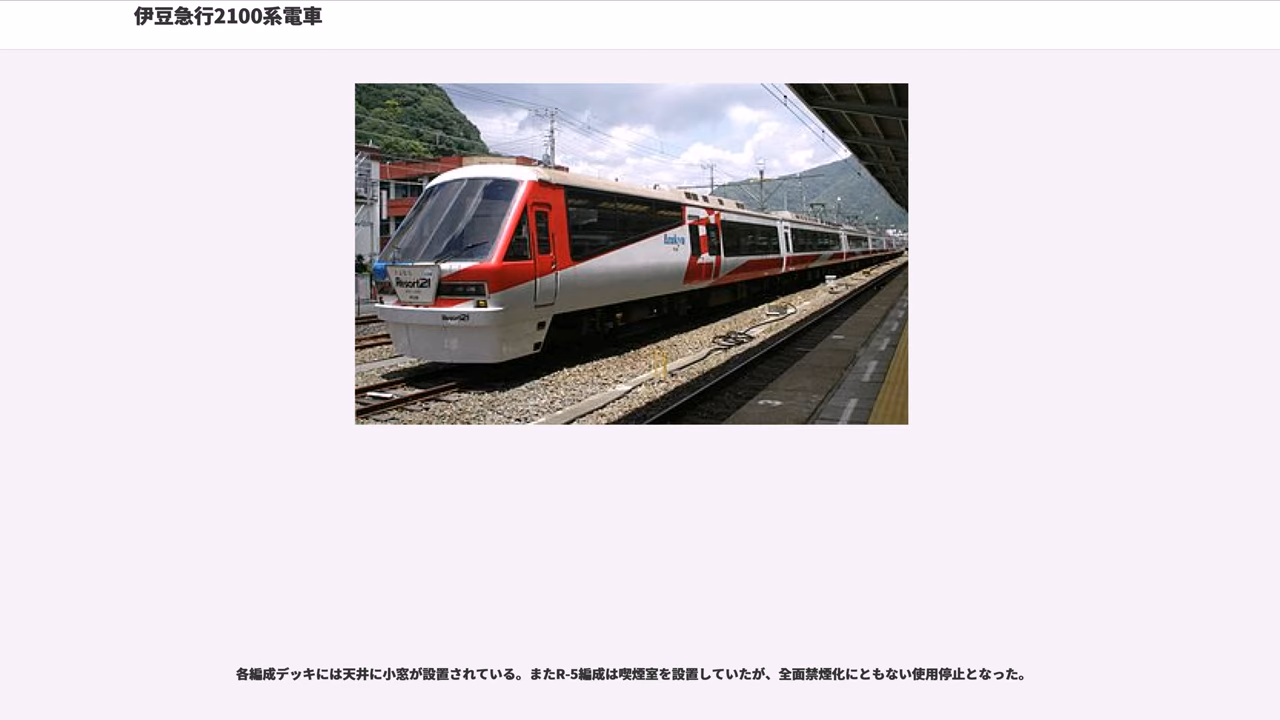 伊豆急行2100系電車
Resort21
Resort21
各編成デッキには天井に小窓が設置されている。またR-5編成は喫煙室を設置していたが、全面禁煙化にともない使用停止となった。